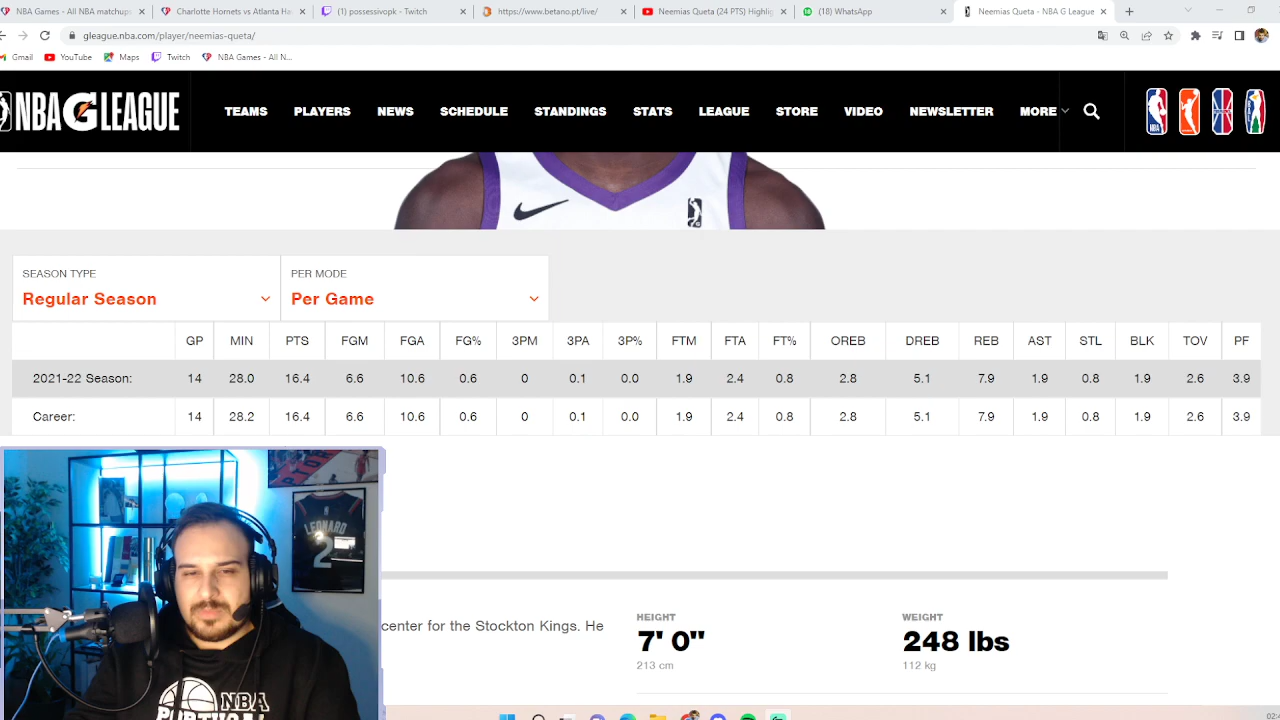 NBA Games - All NBA matchups
Charlotte Hornets vs Atlanta Ha
(1) possessivopk - Twitch
https://www.betano.pt/live/
Neemias Queta (24 PTS) Highlig
(18) WhatsApp
Neemias Queta - NBA G League
gleague.nba.com/player/neemias-queta/
Gmail YouTube Maps Twitch NBA Games - All N...
NBA G LEAGUE TEAMS PLAYERS NEWS SCHEDULE STANDINGS STATS LEAGUE STORE VIDEO NEWSLETTER MORE
SEASON TYPE PER MODE
Regular Season Per Game
GP MIN PTS FGM FGA FG% 3PM 3PA 3P% FTM FTA FT% OREB DREB REB AST STL BLK TOV PF
2021-22 Season: 14 28.0 16.4 6.6 10.6 0.6 0 0.1 0.0 1.9 2.4 0.8 2.8 5.1 7.9 1.9 0.8 1.9 2.6 3.9
Career: 14 28.2 16.4 6.6 10.6 0.6 0 0.1 0.0 1.9 2.4 0.8 2.8 5.1 7.9 1.9 0.8 1.9 2.6 3.9
LEONARD
2
center for the Stockton Kings. He
HEIGHT WEIGHT
7' 0" 248 lbs
213 cm 112 kg
NBA
PORTUGAL